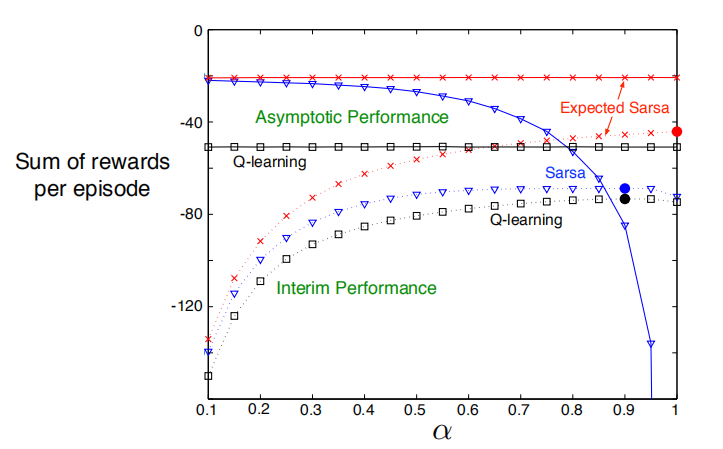 0
-40
-80
-120
Sum of rewards
per episode
Expected Sarsa
Asymptotic Performance
Q-learning
Sarsa
Q-learning
Interim Performance
0.1 0.2 0.3 0.4 0.5 0.6 0.7 0.8 0.9 1
α